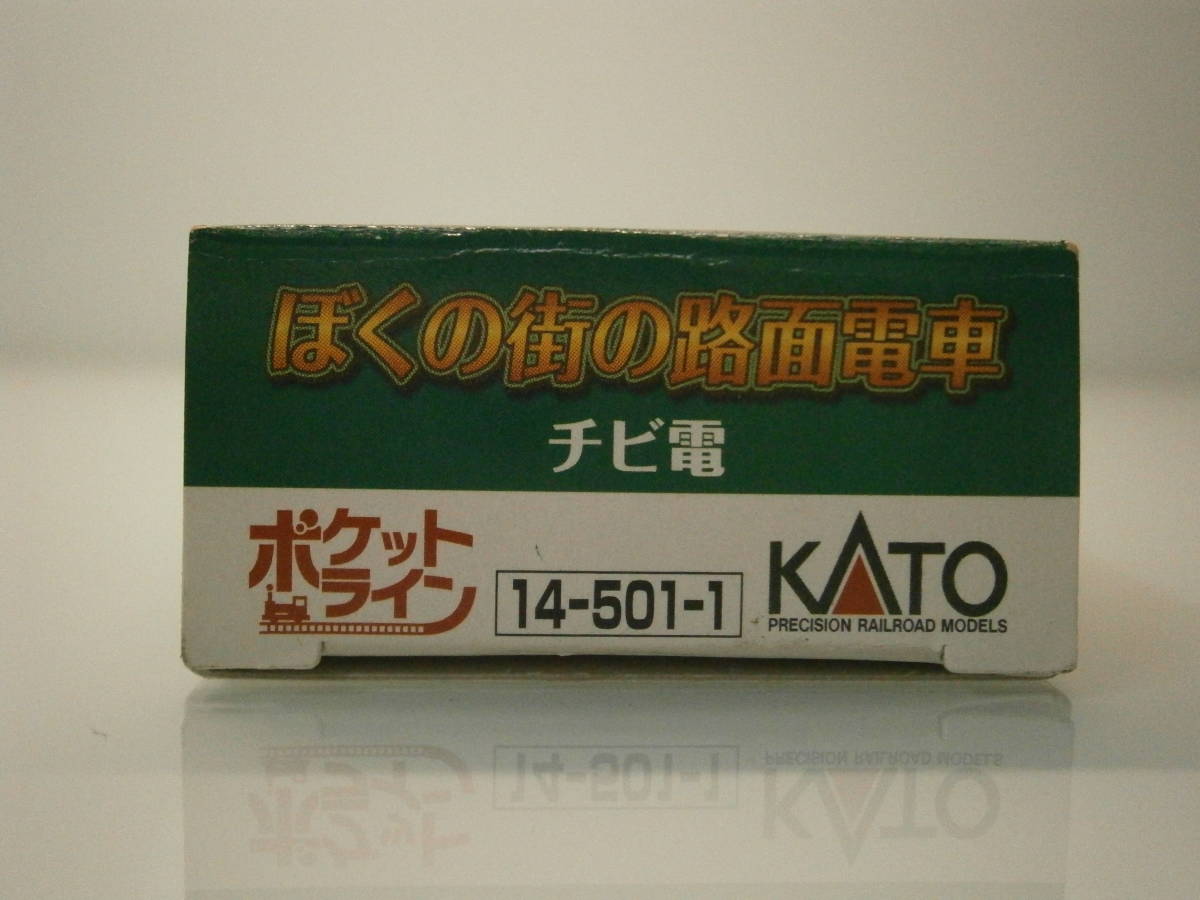 ぼくの街の路面電車
チビ電
ポケット
ライン
14-501-1
KATO
PRECISION RAILROAD MODELS